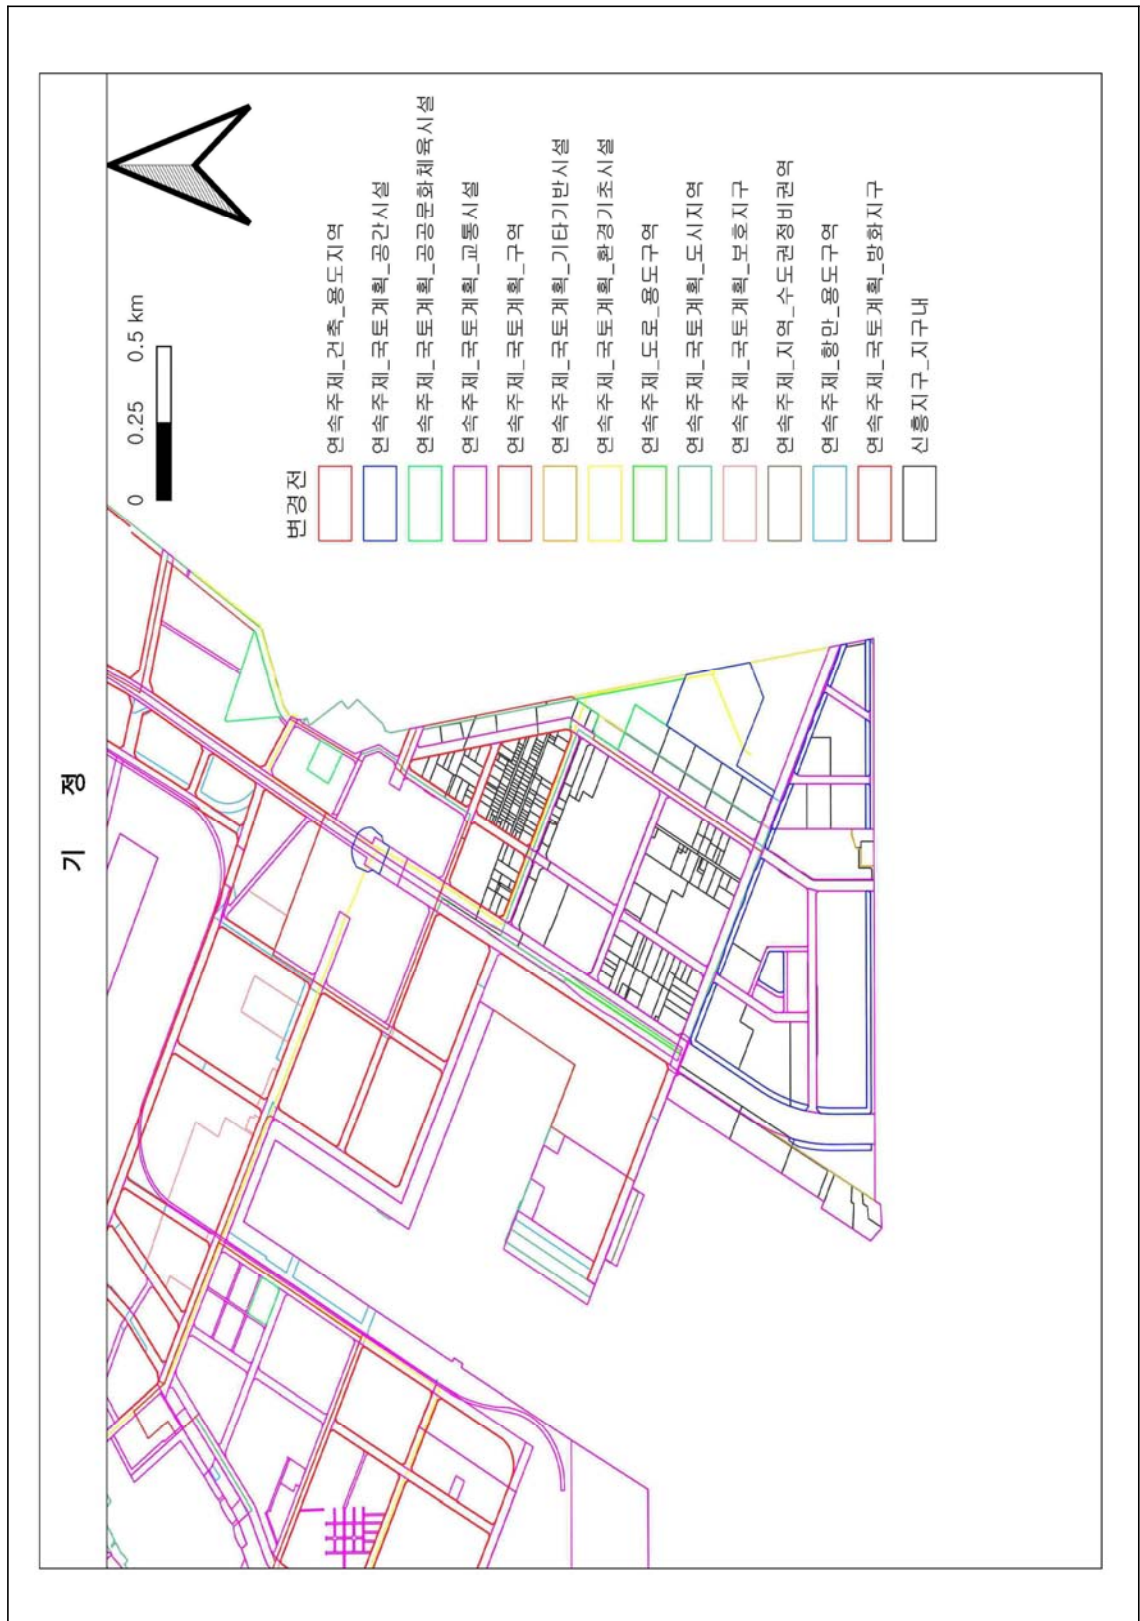 기 정
0 0.25 0.5 km
변경전
연속주제_건축_용도지역
연속주제_국토계획_공간시설
연속주제_국토계획_공공문화체육시설
연속주제_국토계획_교통시설
연속주제_국토계획_구역
연속주제_국토계획_기타기반시설
연속주제_국토계획_환경기초시설
연속주제_도로_용도구역
연속주제_국토계획_도시지역
연속주제_국토계획_보호지구
연속주제_지역_수도권정비권역
연속주제_항만_용도구역
연속주제_국토계획_방화지구
신흥지구_지구내